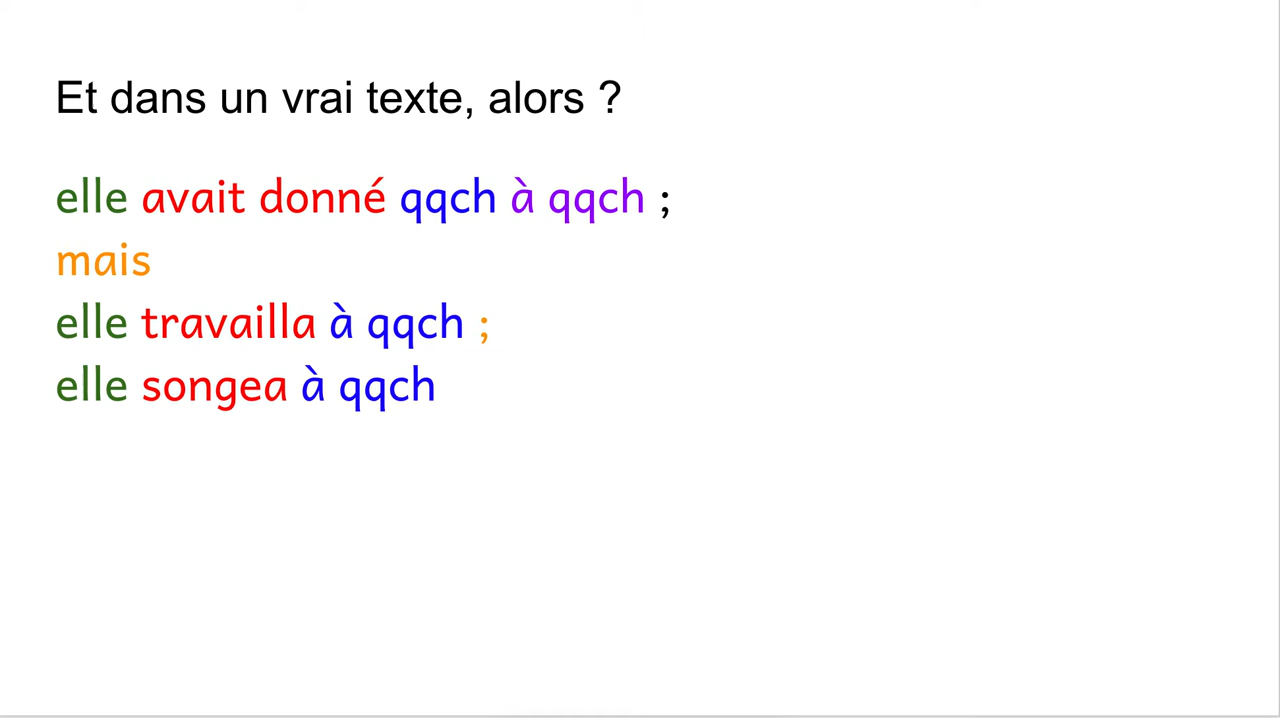 Et dans un vrai texte, alors ?
elle avait donné qqch à qqch ;
mais
elle travailla à qqch ;
elle songea à qqch